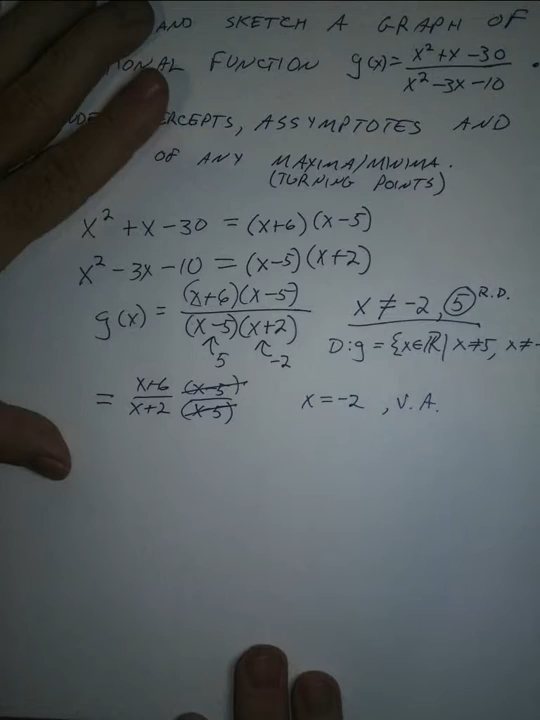 AND SKETCH A GRAPH OF
IONAL FUNCTION g(x) = (x² + x - 30)/(x² - 3x - 10) .
ERCEPTS, ASSYMPTOTES AND
OF ANY MAXIMA/MINIMA.
(TURNING POINTS)
x² + x - 30 = (x+6)(x-5)
x² - 3x - 10 = (x-5)(x+2)
g(x) = ((x+6)(x-5))/((x-5)(x+2)) x ≠ -2, 5 R.D.
↑5 ↑-2 D:g = {x∈ℝ| x≠5, x≠-
= (x+6)/(x+2) (x-5)/(x-5) x = -2 , V.A.